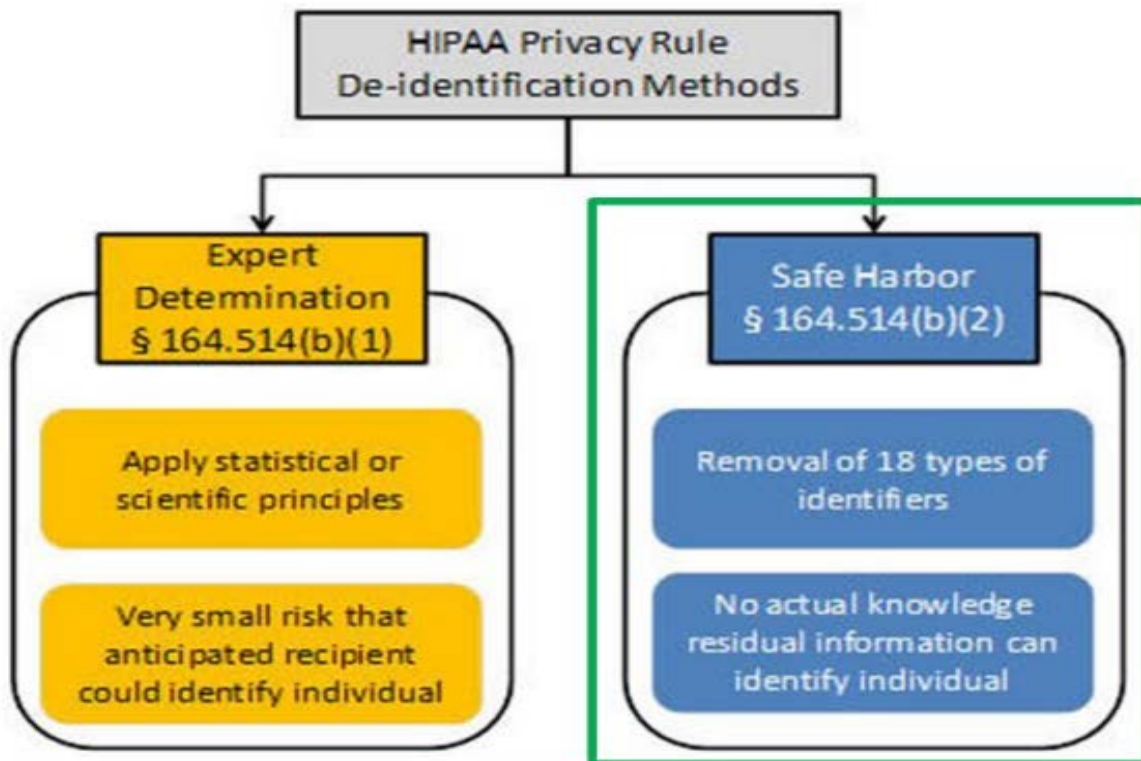 HIPAA Privacy Rule
De-identification Methods
Expert
Determination
§ 164.514(b)(1)
Apply statistical or
scientific principles
Very small risk that
anticipated recipient
could identify individual
Safe Harbor
§ 164.514(b)(2)
Removal of 18 types of
identifiers
No actual knowledge
residual information can
identify individual